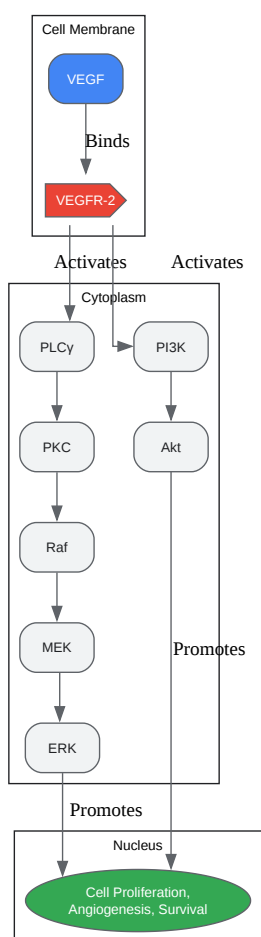 Cell Membrane
VEGF
Binds
VEGFR-2
Activates
Activates
Cytoplasm
PLCγ
PI3K
PKC
Akt
Raf
MEK
Promotes
ERK
Promotes
Nucleus
Cell Proliferation,
Angiogenesis, Survival